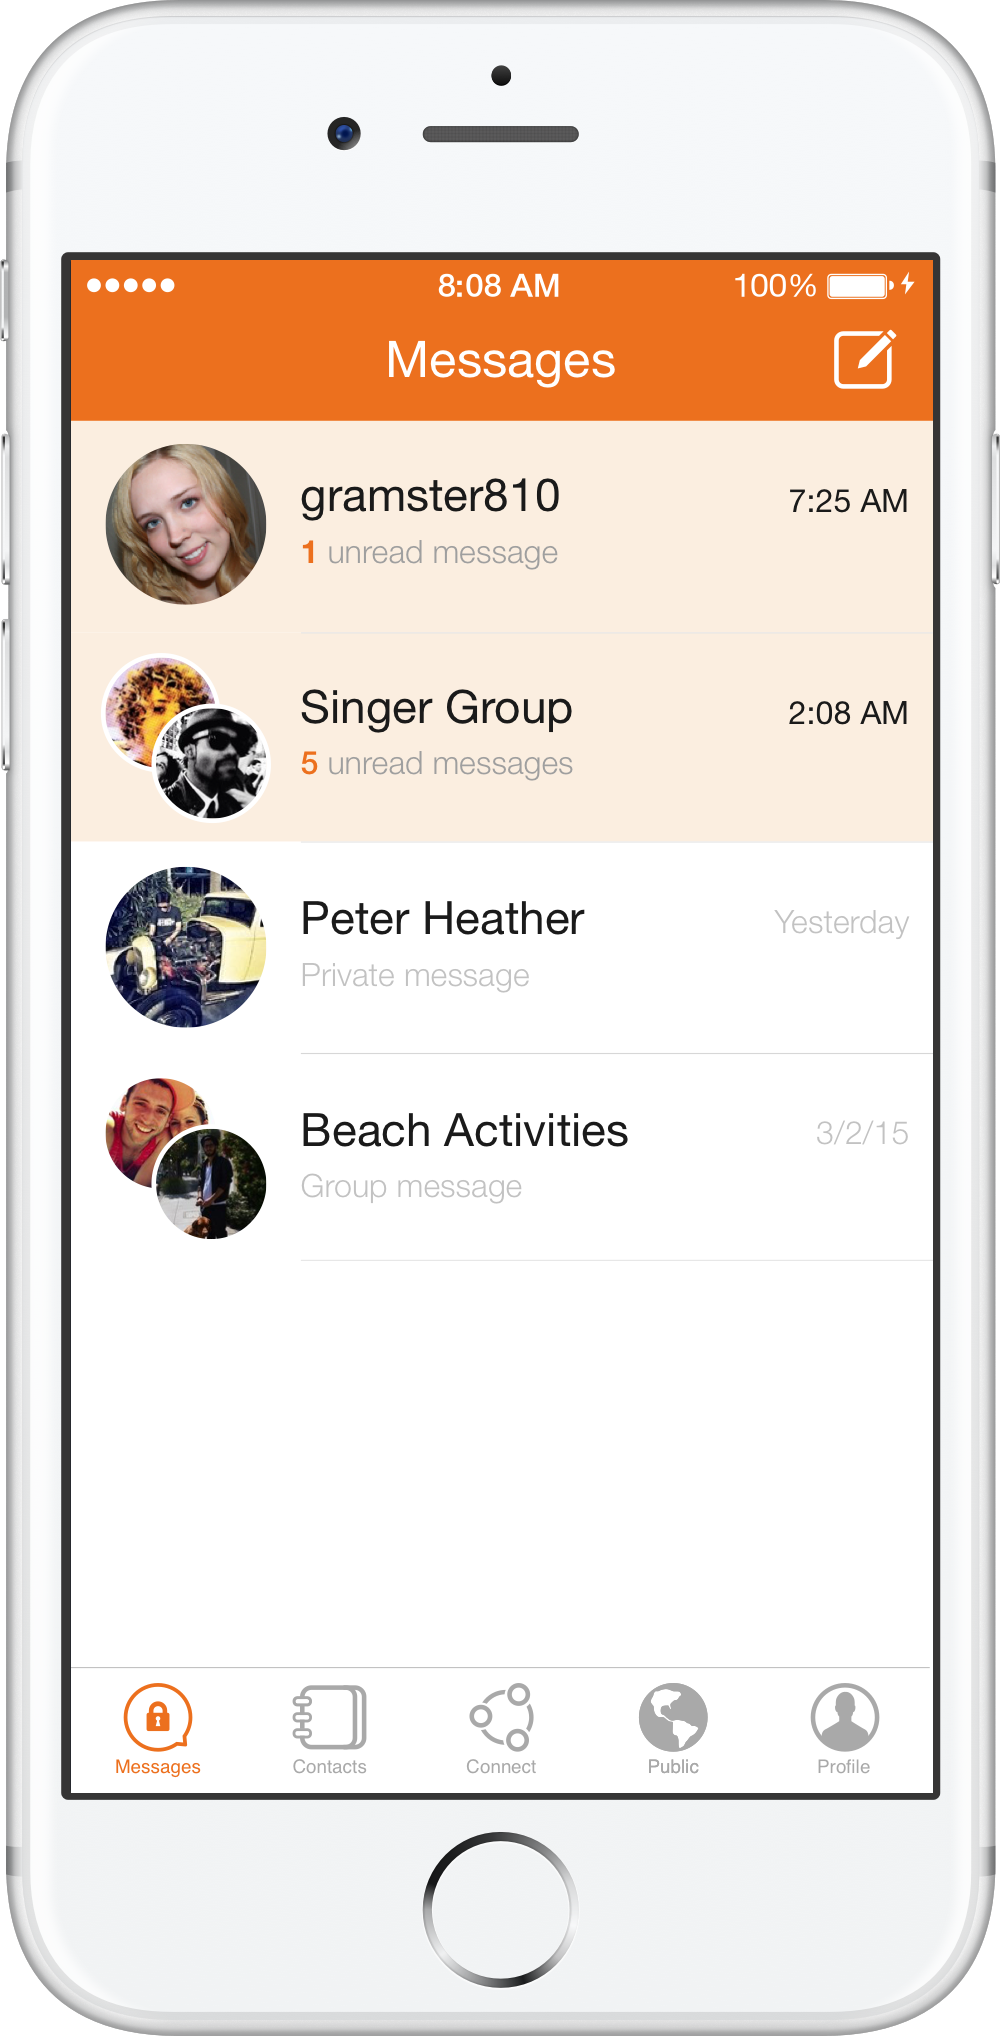 8:08 AM 100%
Messages
gramster810 7:25 AM
1 unread message
Singer Group 2:08 AM
5 unread messages
Peter Heather Yesterday
Private message
Beach Activities 3/2/15
Group message
Messages Contacts Connect Public Profile